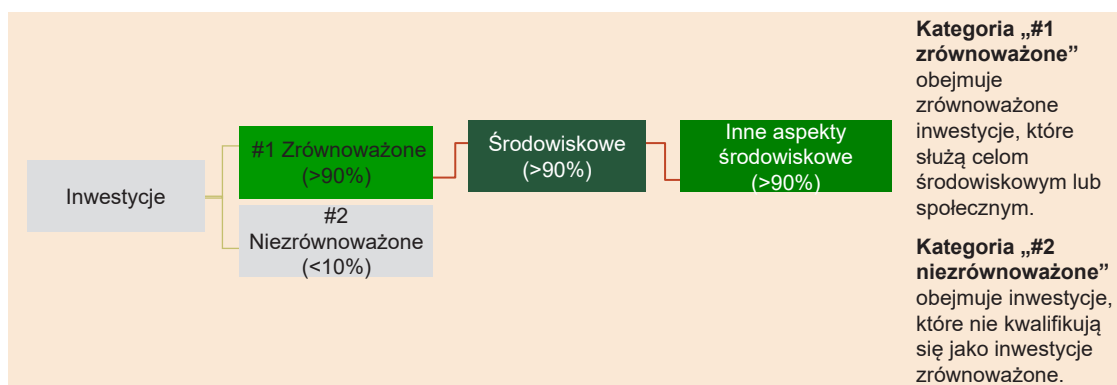 Inwestycje
#1 Zrównoważone
(>90%)
#2
Niezrównoważone
(<10%)
Środowiskowe
(>90%)
Inne aspekty
środowiskowe
(>90%)
Kategoria „#1
zrównoważone”
obejmuje
zrównoważone
inwestycje, które
służą celom
środowiskowym lub
społecznym.
Kategoria „#2
niezrównoważone”
obejmuje inwestycje,
które nie kwalifikują
się jako inwestycje
zrównoważone.